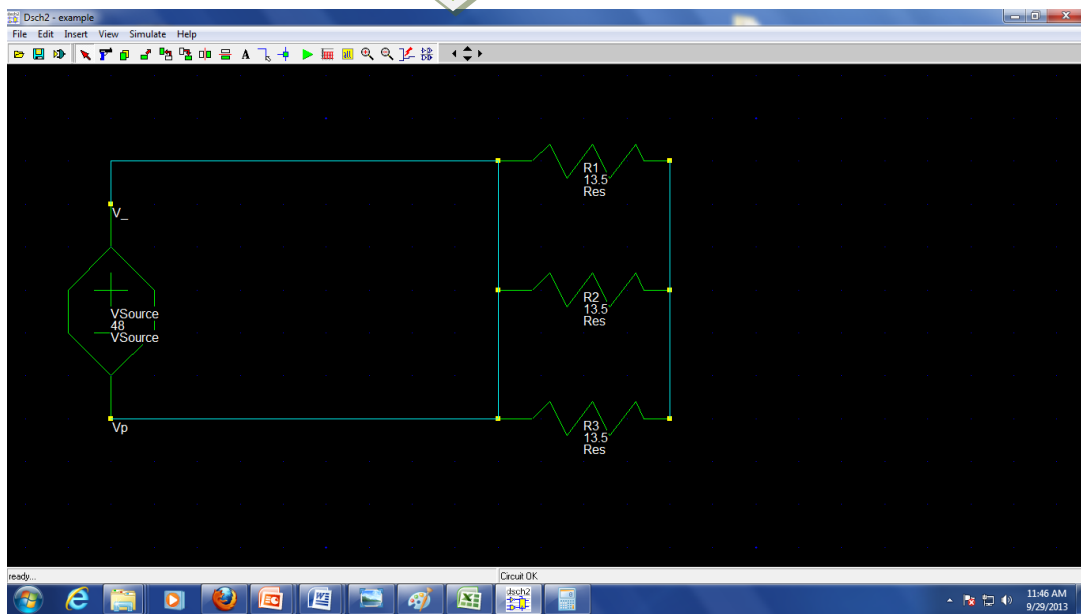 Dsch2 - example
File Edit Insert View Simulate Help
A
R1
13.5
Res
V_
R2
13.5
Res
VSource
48
VSource
Vp
R3
13.5
Res
ready...
Circuit OK
dsch2
11:46 AM
9/29/2013